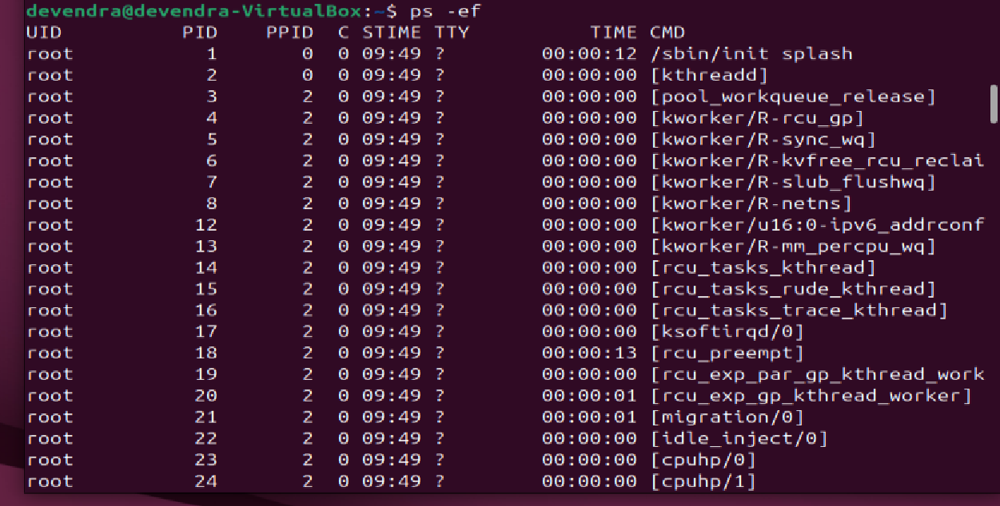 devendra@devendra-VirtualBox:~$ ps -ef
UID          PID    PPID  C STIME TTY          TIME CMD
root           1       0  0 09:49 ?        00:00:12 /sbin/init splash
root           2       0  0 09:49 ?        00:00:00 [kthreadd]
root           3       2  0 09:49 ?        00:00:00 [pool_workqueue_release]
root           4       2  0 09:49 ?        00:00:00 [kworker/R-rcu_gp]
root           5       2  0 09:49 ?        00:00:00 [kworker/R-sync_wq]
root           6       2  0 09:49 ?        00:00:00 [kworker/R-kvfree_rcu_reclai
root           7       2  0 09:49 ?        00:00:00 [kworker/R-slub_flushwq]
root           8       2  0 09:49 ?        00:00:00 [kworker/R-netns]
root          12       2  0 09:49 ?        00:00:00 [kworker/u16:0-ipv6_addrconf
root          13       2  0 09:49 ?        00:00:00 [kworker/R-mm_percpu_wq]
root          14       2  0 09:49 ?        00:00:00 [rcu_tasks_kthread]
root          15       2  0 09:49 ?        00:00:00 [rcu_tasks_rude_kthread]
root          16       2  0 09:49 ?        00:00:00 [rcu_tasks_trace_kthread]
root          17       2  0 09:49 ?        00:00:00 [ksoftirqd/0]
root          18       2  0 09:49 ?        00:00:13 [rcu_preempt]
root          19       2  0 09:49 ?        00:00:00 [rcu_exp_par_gp_kthread_work
root          20       2  0 09:49 ?        00:00:01 [rcu_exp_gp_kthread_worker]
root          21       2  0 09:49 ?        00:00:01 [migration/0]
root          22       2  0 09:49 ?        00:00:00 [idle_inject/0]
root          23       2  0 09:49 ?        00:00:00 [cpuhp/0]
root          24       2  0 09:49 ?        00:00:00 [cpuhp/1]